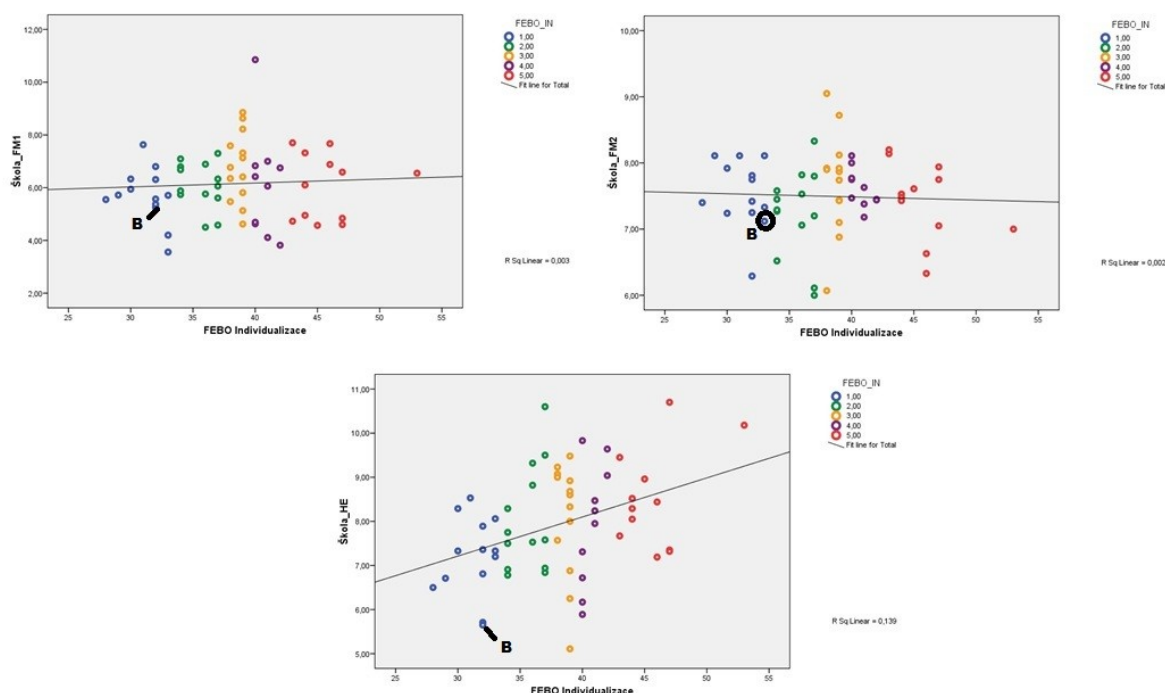 FEBO_IN
12,00
10,00
8,00
6,00
4,00
2,00
Škola_FM1
B
25 30 35 40 45 50 55
FEBO Individualizace
1,00
2,00
3,00
4,00
5,00
Fit line for Total
R Sq Linear = 0,003
FEBO_IN
10,00
9,00
8,00
7,00
6,00
Škola_FM2
B
25 30 35 40 45 50 55
FEBO Individualizace
1,00
2,00
3,00
4,00
5,00
Fit line for Total
R Sq Linear = 0,002
FEBO_IN
11,00
10,00
9,00
8,00
7,00
6,00
5,00
Škola_HE
B
25 30 35 40 45 50 55
FEBO Individualizace
1,00
2,00
3,00
4,00
5,00
Fit line for Total
R Sq Linear = 0,139